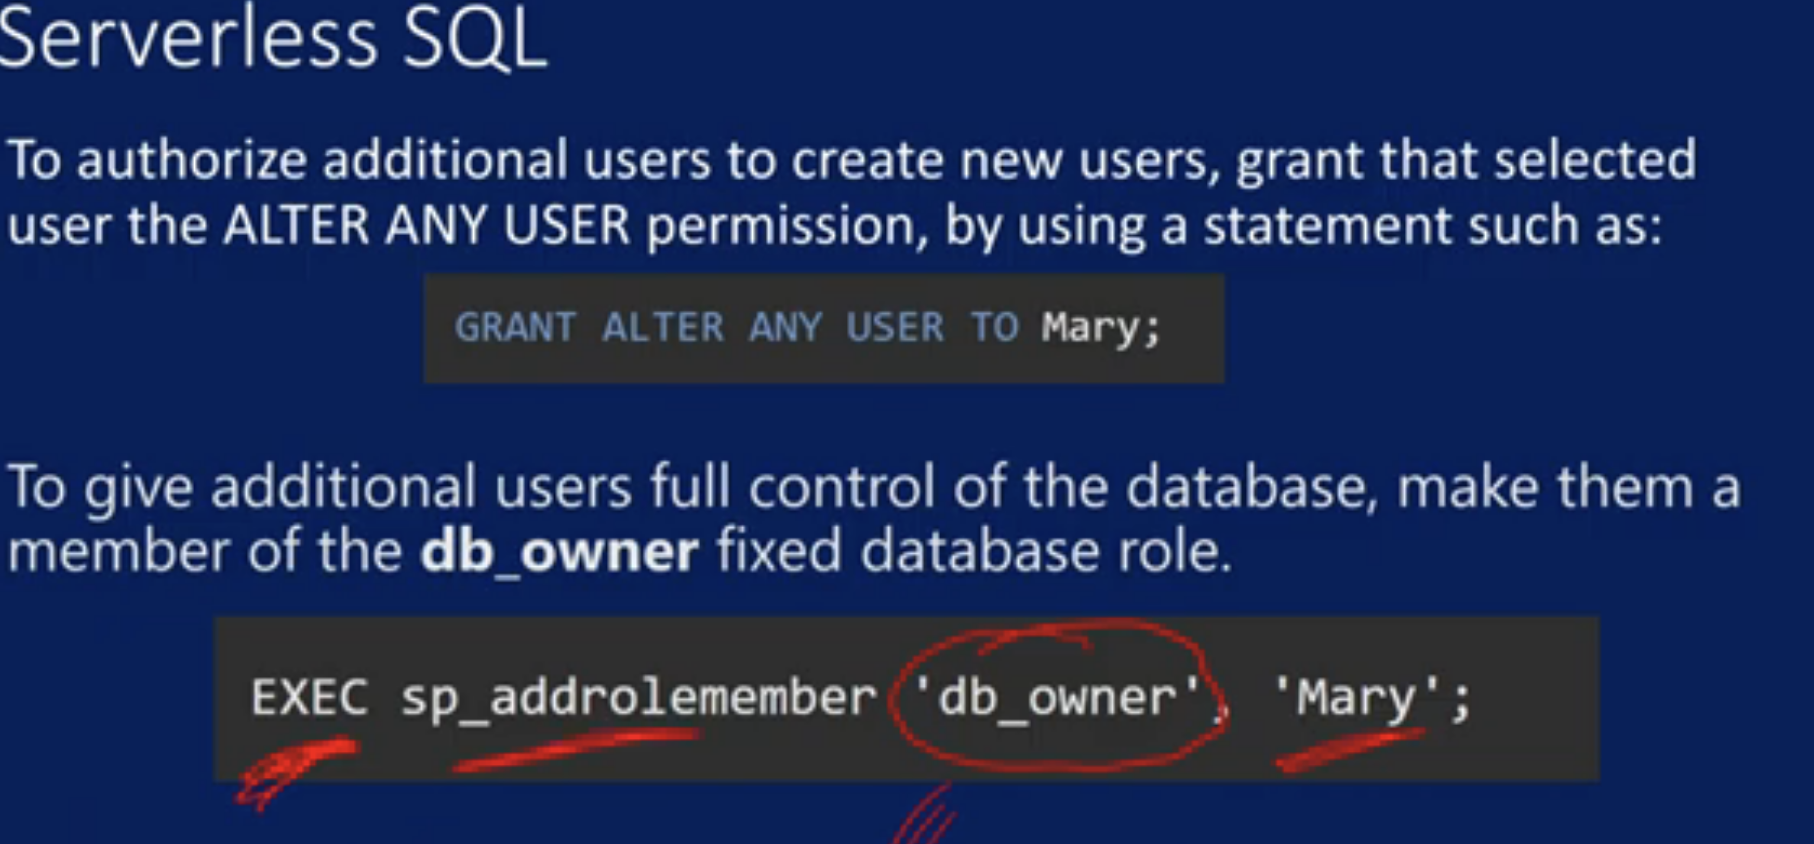 Serverless SQL
To authorize additional users to create new users, grant that selected
user the ALTER ANY USER permission, by using a statement such as:
GRANT ALTER ANY USER TO Mary;
To give additional users full control of the database, make them a
member of the db_owner fixed database role.
EXEC sp_addrolemember 'db_owner', 'Mary';